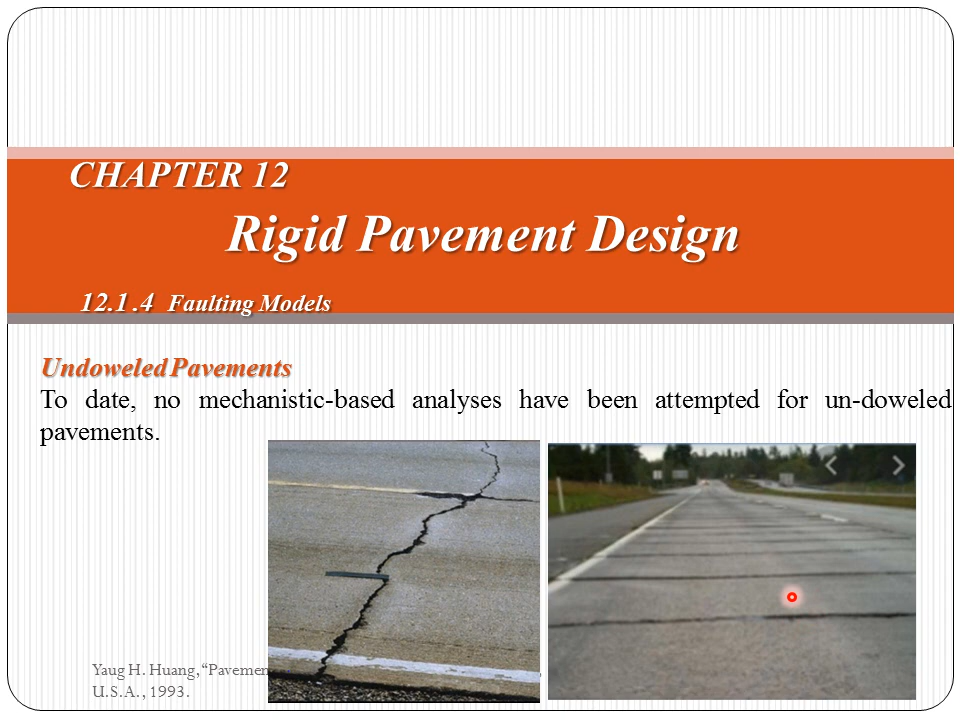 CHAPTER 12
Rigid Pavement Design
12.1.4 Faulting Models
Undoweled Pavements
To date, no mechanistic-based analyses have been attempted for un-doweled
pavements.
Yaug H. Huang, “Pavemen
U.S.A., 1993.